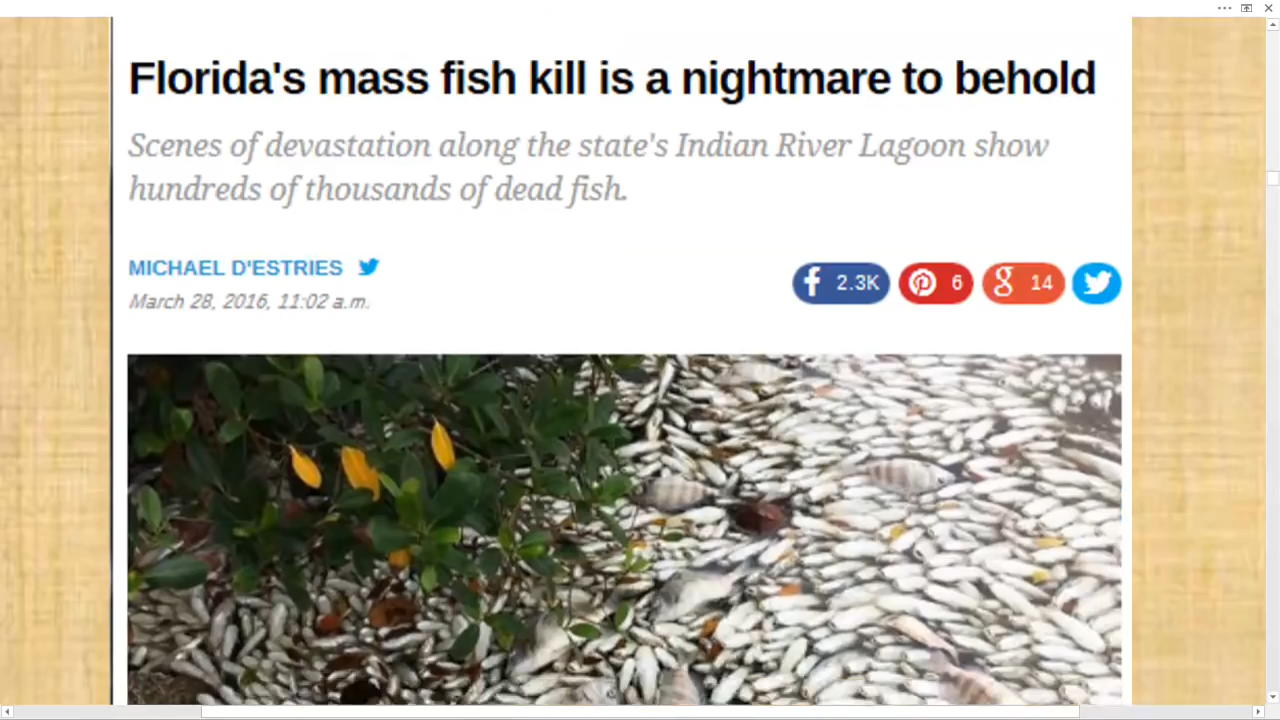 Florida's mass fish kill is a nightmare to behold
Scenes of devastation along the state's Indian River Lagoon show
hundreds of thousands of dead fish.
MICHAEL D'ESTRIES
March 28, 2016, 11:02 a.m.
2.3K 6 14